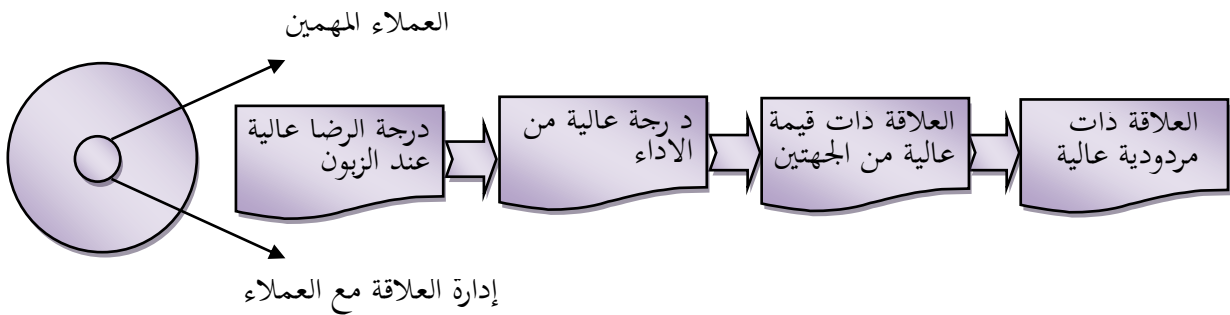 العملاء المهمين
درجة الرضا عالية
عند الزبون
د رجة عالية من
الاداء
العلاقة ذات قيمة
عالية من الجهتين
العلاقة ذات
مردودية عالية
إدارة العلاقة مع العملاء